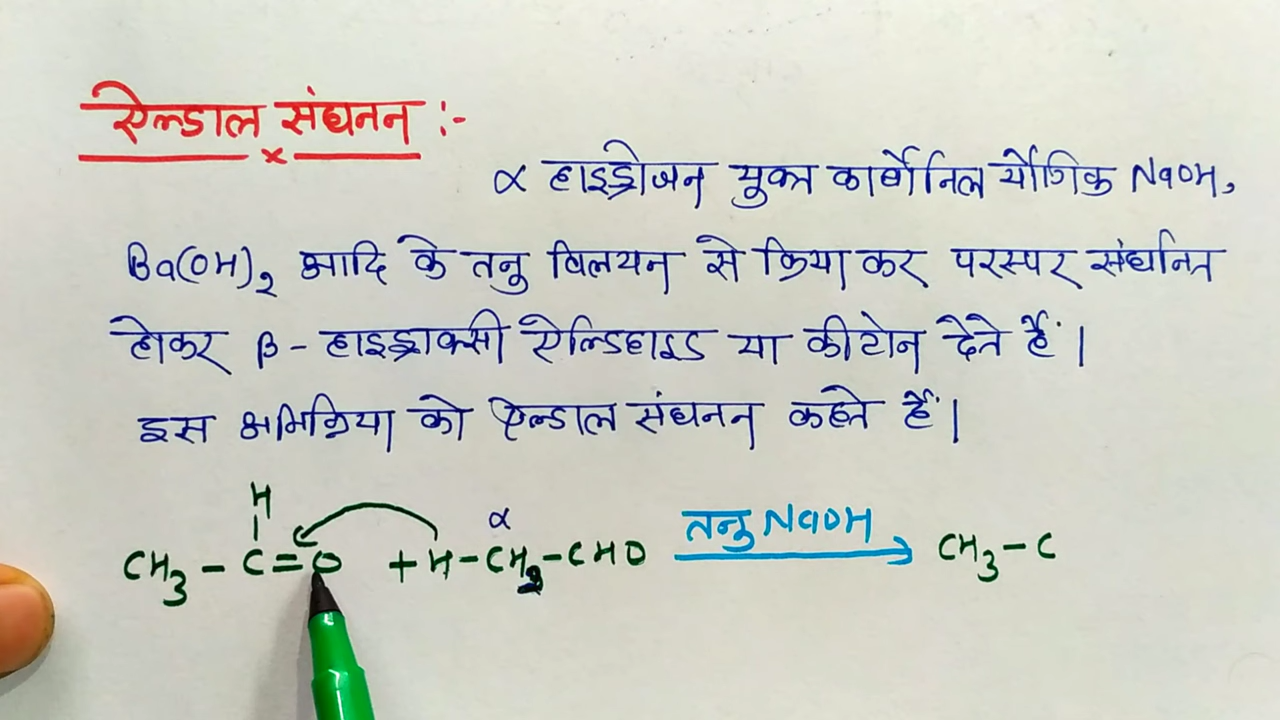 ऐल्डाल संघनन :-
α हाइड्रोजन युक्त कार्बोनिल यौगिक NaOH,
Ba(OH)₂ आदि के तनु विलयन से क्रिया कर परस्पर संघनित
होकर β - हाइड्राक्सी ऐल्डिहाइड या कीटोन देते हैं।
इस अभिक्रिया को एल्डाल संघनन कहते हैं।
H
α
CH₃ - C = O + H - CH₂ - CHO तनु NaOH → CH₃ - C